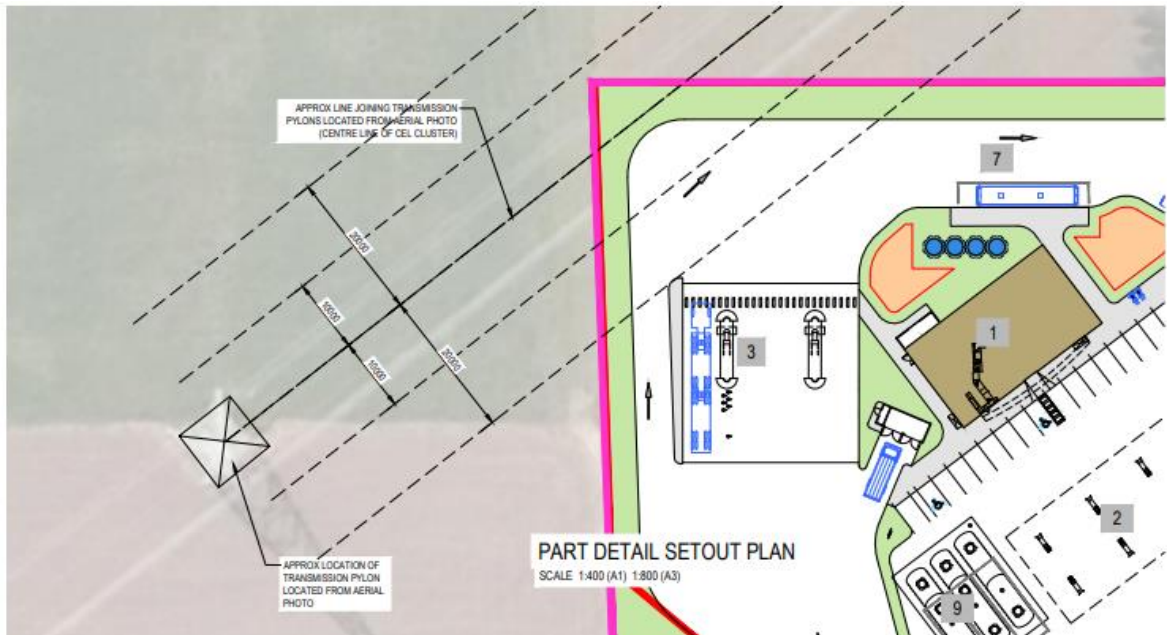 APPROX LINE JOINING TRANSMISSION
PYLONS LOCATED FROM AERIAL PHOTO
(CENTRE LINE OF CEL CLUSTER)
7
20000
10000
10000
20000
3
1
2
9
PART DETAIL SETOUT PLAN
SCALE 1:400 (A1) 1:800 (A3)
APPROX LOCATION OF
TRANSMISSION PYLON
LOCATED FROM AERIAL
PHOTO